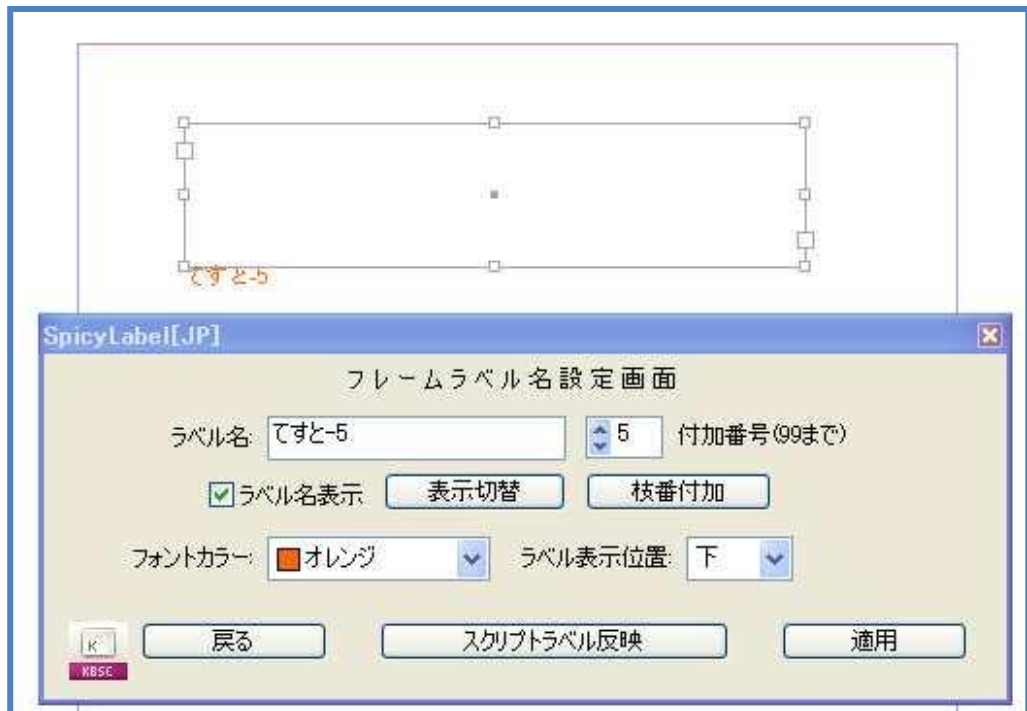 てすと-5
SpicyLabel[JP]
フレームラベル名設定画面
ラベル名: てすと-5 5 付加番号(99まで)
ラベル名表示 表示切替 枝番付加
フォントカラー: オレンジ ラベル表示位置: 下
K 戻る スクリプトラベル反映 適用
KBSC